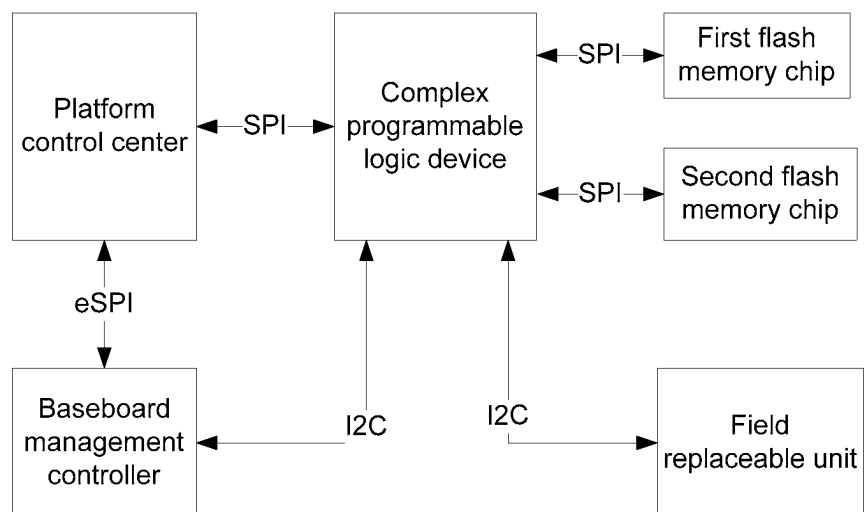 Platform
control center
SPI
Complex
programmable
logic device
SPI
First flash
memory chip
SPI
Second flash
memory chip
eSPI
Baseboard
management
controller
I2C
I2C
Field
replaceable unit